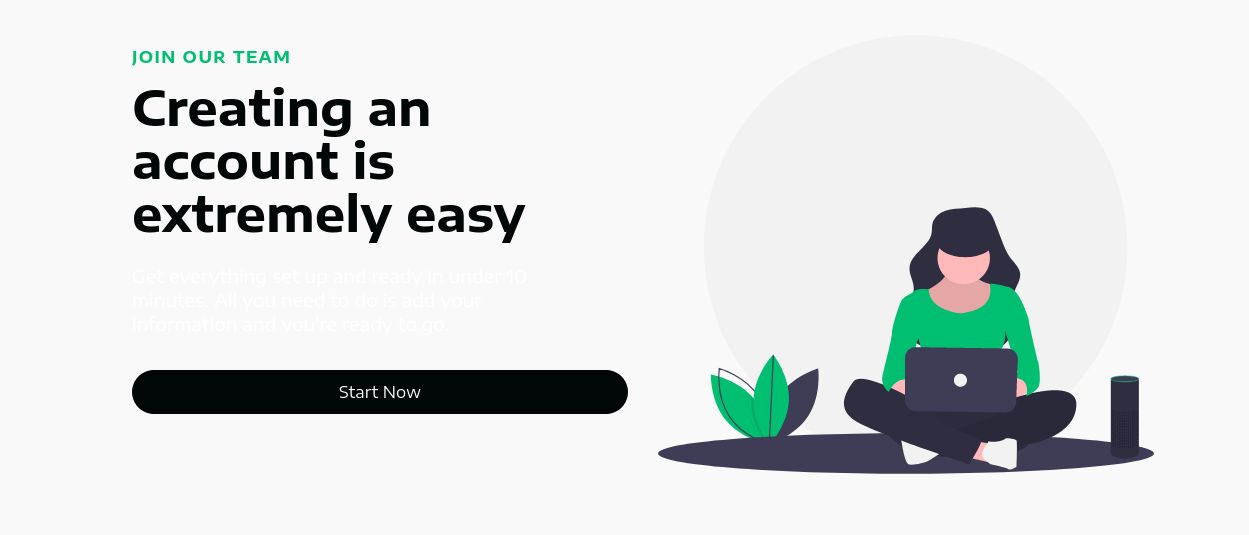 JOIN OUR TEAM
Creating an
account is
extremely easy
Get everything set up and ready in under 10
minutes. All you need to do is add your
information and you're ready to go.
Start Now